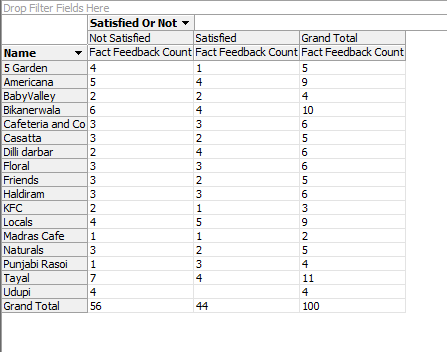 Drop Filter Fields Here
Satisfied Or Not
Not Satisfied Satisfied Grand Total
Name Fact Feedback Count Fact Feedback Count Fact Feedback Count
5 Garden 4 1 5
Americana 5 4 9
BabyValley 2 2 4
Bikanerwala 6 4 10
Cafeteria and Co 3 3 6
Casatta 3 2 5
Dilli darbar 2 4 6
Floral 3 3 6
Friends 3 2 5
Haldiram 3 3 6
KFC 2 1 3
Locals 4 5 9
Madras Cafe 1 1 2
Naturals 3 2 5
Punjabi Rasoi 1 3 4
Tayal 7 4 11
Udupi 4 4
Grand Total 56 44 100